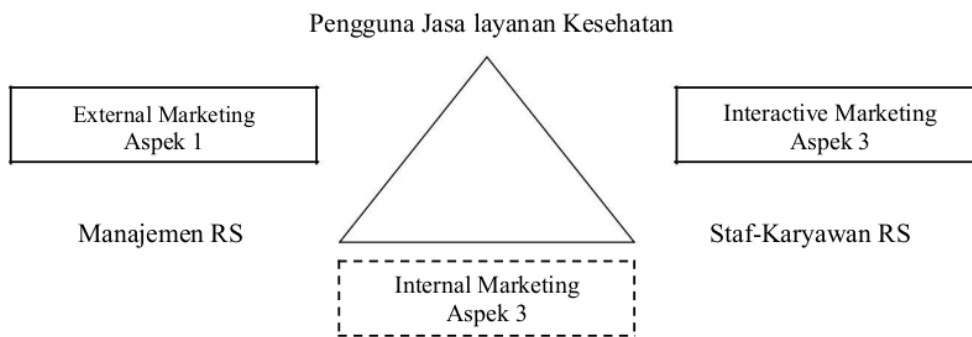 Pengguna Jasa layanan Kesehatan
External Marketing
Aspek 1
Interactive Marketing
Aspek 3
Manajemen RS
Staf-Karyawan RS
Internal Marketing
Aspek 3